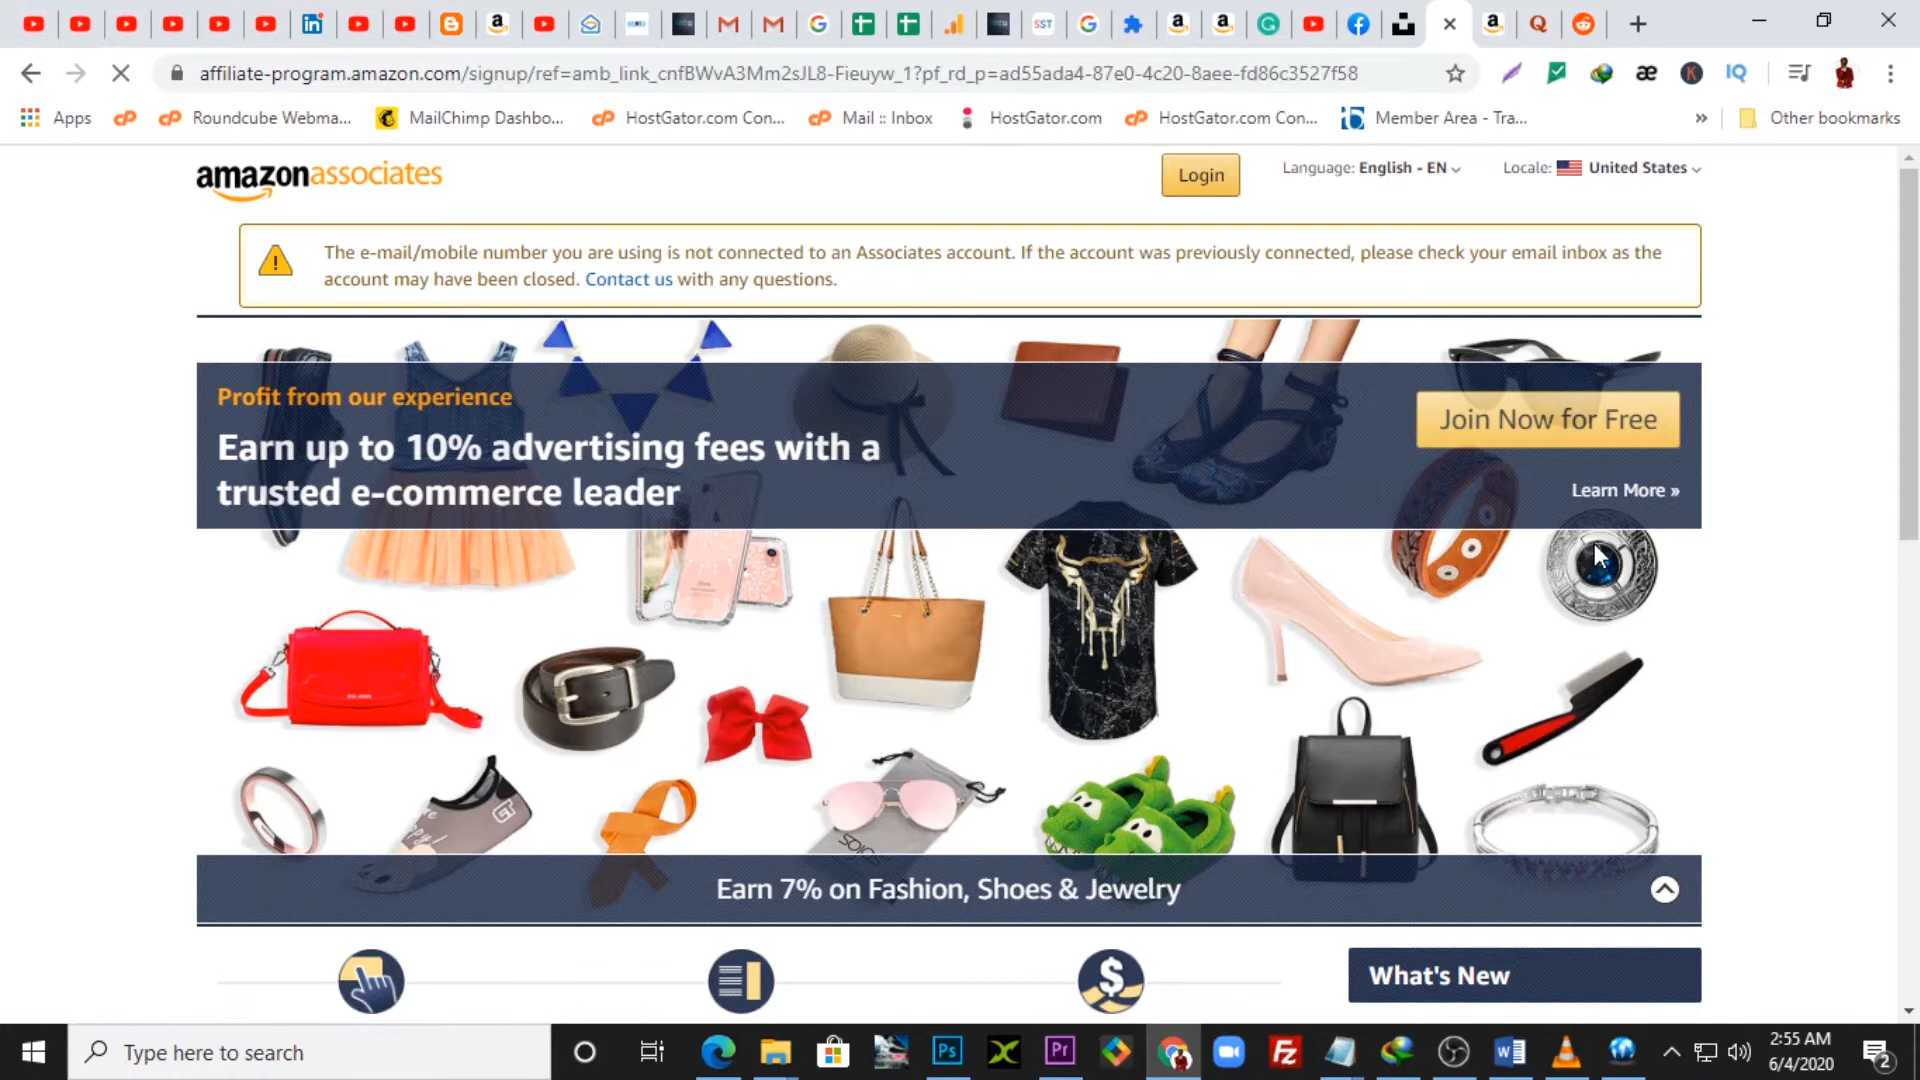 SST
affiliate-program.amazon.com/signup/ref=amb_link_cnfBWvA3Mm2sJL8-Fieuyw_1?pf_rd_p=ad55ada4-87e0-4c20-8aee-fd86c3527f58
Apps
Roundcube Webma...
MailChimp Dashbo...
HostGator.com Con...
Mail :: Inbox
HostGator.com
HostGator.com Con...
Member Area - Tra...
»
Other bookmarks
amazonassociates
Login
Language: English - EN
Locale: United States
The e-mail/mobile number you are using is not connected to an Associates account. If the account was previously connected, please check your email inbox as the
account may have been closed. Contact us with any questions.
Profit from our experience
Earn up to 10% advertising fees with a
trusted e-commerce leader
Join Now for Free
Learn More »
Earn 7% on Fashion, Shoes & Jewelry
What's New
Type here to search
2:55 AM
6/4/2020
2